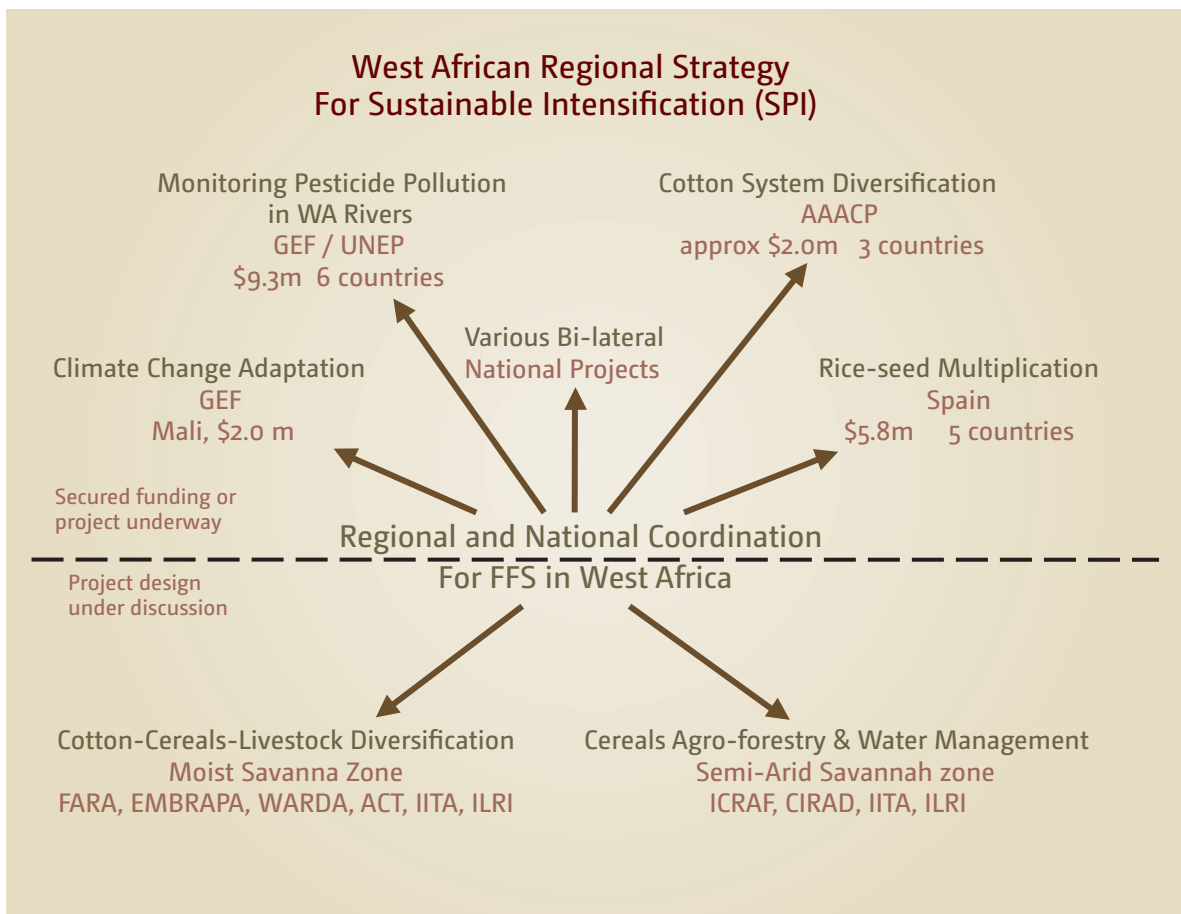 West African Regional Strategy
For Sustainable Intensification (SPI)
Monitoring Pesticide Pollution
in WA Rivers
GEF / UNEP
$9.3m 6 countries
Cotton System Diversification
AAACP
approx $2.0m 3 countries
Various Bi-lateral
National Projects
Climate Change Adaptation
GEF
Mali, $2.0 m
Rice-seed Multiplication
Spain
$5.8m 5 countries
Secured funding or
project underway
Regional and National Coordination
For FFS in West Africa
Project design
under discussion
Cotton-Cereals-Livestock Diversification
Moist Savanna Zone
FARA, EMBRAPA, WARDA, ACT, IITA, ILRI
Cereals Agro-forestry & Water Management
Semi-Arid Savannah zone
ICRAF, CIRAD, IITA, ILRI